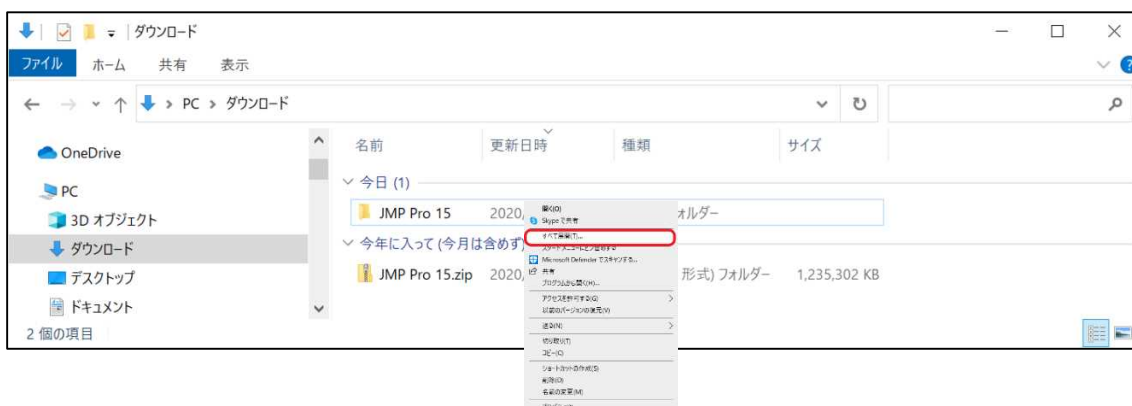 ダウンロード
ファイル ホーム 共有 表示
PC > ダウンロード
名前 更新日時 種類 サイズ
OneDrive
PC
3D オブジェクト
ダウンロード
デスクトップ
ドキュメント
今日 (1)
JMP Pro 15 2020, ォルダー
今年に入って (今月は含めず)
JMP Pro 15.zip 2020, 形式) フォルダー 1,235,302 KB
2 個の項目
開く(O)
Skype で共有
すべて展開(T)...
Microsoft Defender でスキャンする...
共有
プログラムから開く(H)...
アクセスを許可する(G)
以前のバージョンの復元(V)
送る(N)
切り取り(T)
コピー(C)
ショートカットの作成(S)
削除(D)
名前の変更(M)